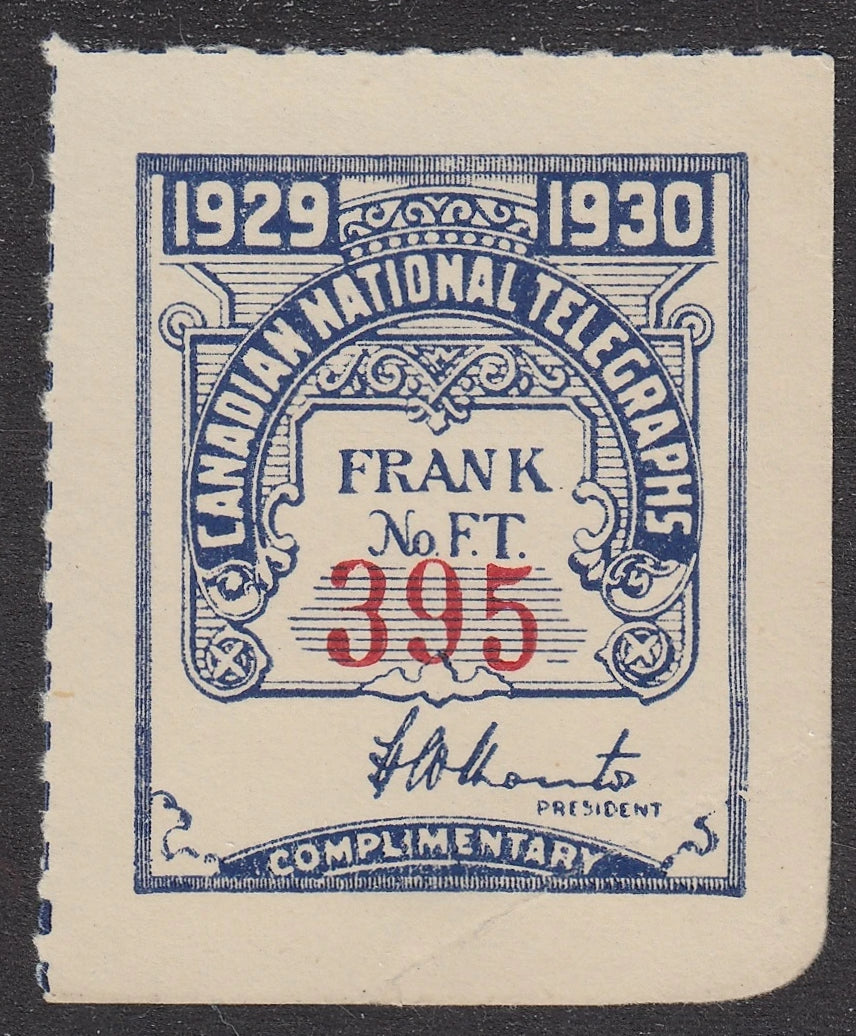 1929 1930
CANADIAN NATIONAL TELEGRAPHS
FRANK
No. F.T.
395
PRESIDENT
COMPLIMENTARY